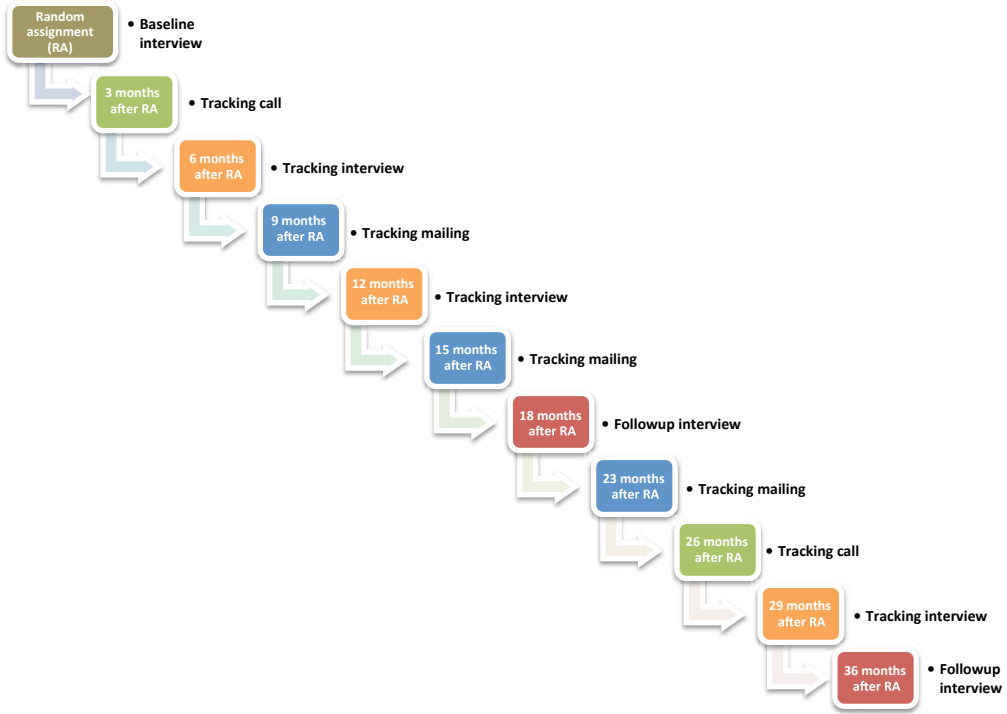 Random
assignment
(RA)
• Baseline
interview
3 months
after RA
• Tracking call
6 months
after RA
• Tracking interview
9 months
after RA
• Tracking mailing
12 months
after RA
• Tracking interview
15 months
after RA
• Tracking mailing
18 months
after RA
• Followup interview
23 months
after RA
• Tracking mailing
26 months
after RA
• Tracking call
29 months
after RA
• Tracking interview
36 months
after RA
• Followup
interview